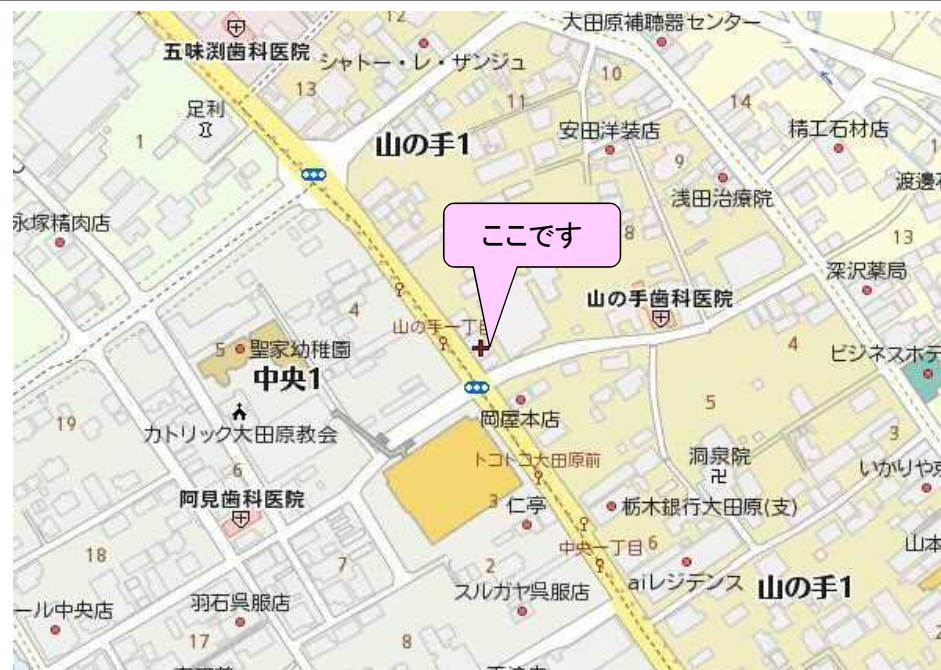 12
大田原補聴器センター
五味渕歯科医院
シャトー・レ・ザンジュ
10
13
足利
11
14
1
山の手1
安田洋装店
精工石材店
9
浅田治療院
渡邊
永塚精肉店
ここです
8
13
深沢薬局
山の手歯科医院
4
山の手一丁目
4
ビジネスホテ
5
聖家幼稚園
中央1
5
19
岡屋本店
3
カトリック大田原教会
トコトコ大田原前
洞泉院
いかりや
6
阿見歯科医院
3
仁亭
栃木銀行大田原(支)
中央一丁目
6
山本
18
7
2
スルガヤ呉服店
aiレジデンス
山の手1
ール中央店
羽石呉服店
17
8
2